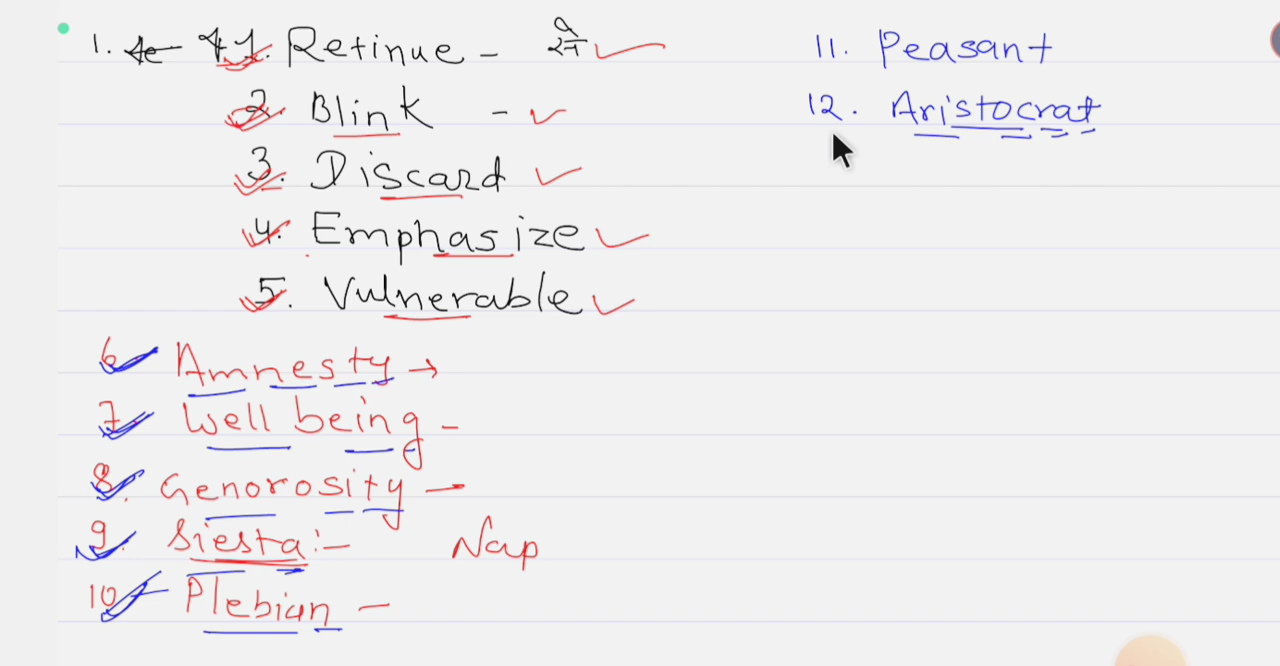 1. 1. Retinue -
2. Blink -
3. Discard
4. Emphasize
5. Vulnerable
6 Amnesty →
7. Well being -
8. Generosity -
9. Siesta :- Nap
10 Plebian -
11. Peasant
12. Aristocrat